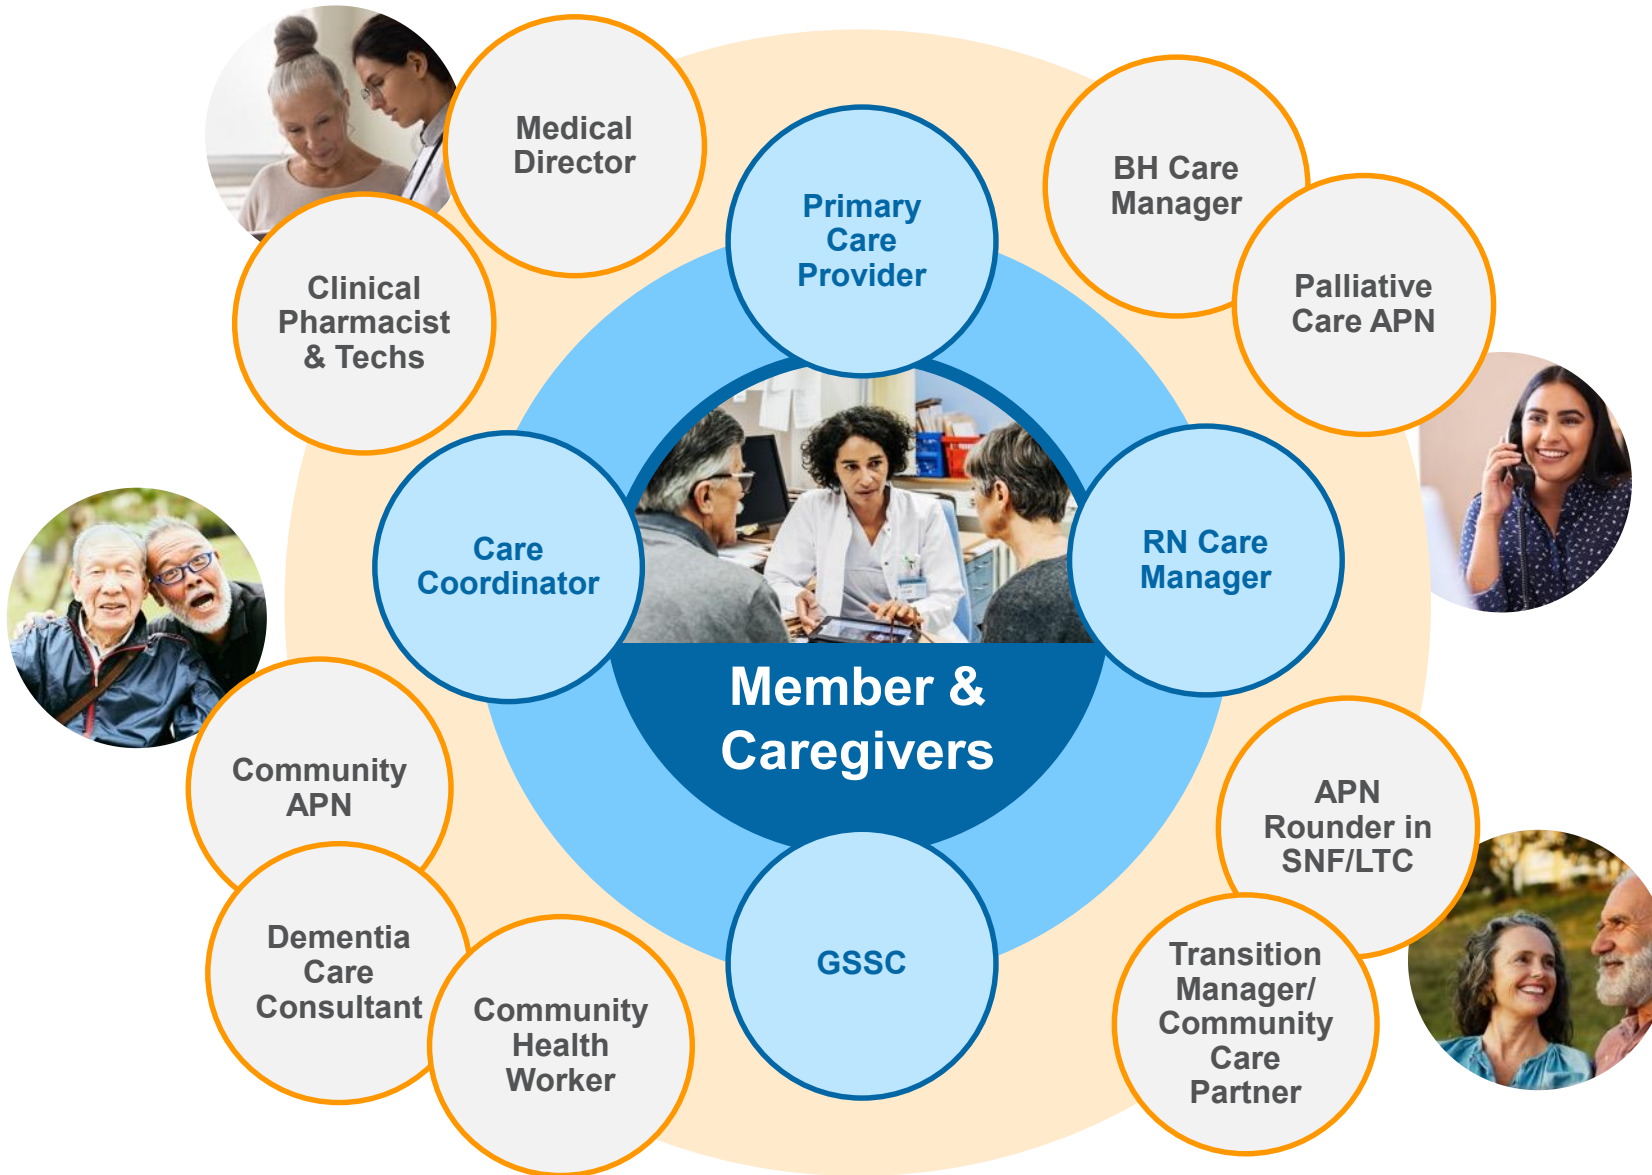 Medical
Director
BH Care
Manager
Primary
Care
Provider
Palliative
Care APN
Clinical
Pharmacist
& Techs
Care
Coordinator
RN Care
Manager
Member &
Caregivers
Community
APN
APN
Rounder in
SNF/LTC
Dementia
Care
Consultant
GSSC
Community
Health
Worker
Transition
Manager/
Community
Care
Partner